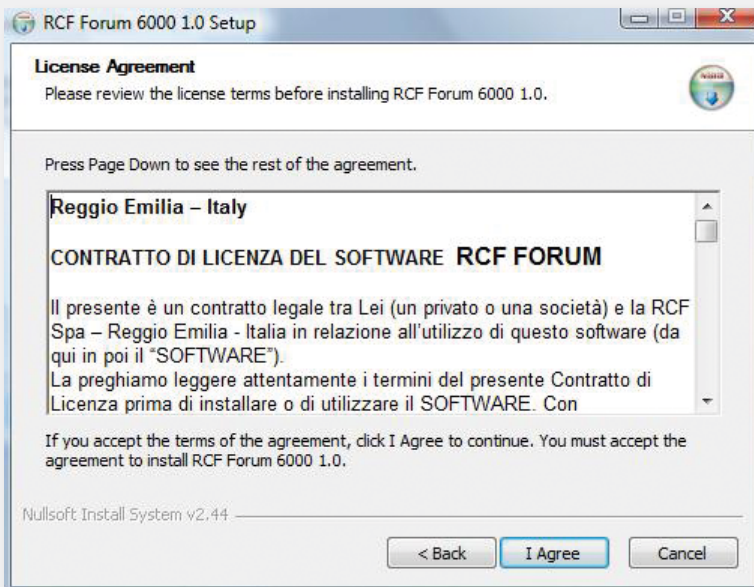 RCF Forum 6000 1.0 Setup
License Agreement
Please review the license terms before installing RCF Forum 6000 1.0.
Press Page Down to see the rest of the agreement.
Reggio Emilia – Italy
CONTRATTO DI LICENZA DEL SOFTWARE RCF FORUM
Il presente è un contratto legale tra Lei (un privato o una società) e la RCF
Spa – Reggio Emilia - Italia in relazione all'utilizzo di questo software (da
qui in poi il “SOFTWARE”).
La preghiamo leggere attentamente i termini del presente Contratto di
Licenza prima di installare o di utilizzare il SOFTWARE. Con
If you accept the terms of the agreement, click I Agree to continue. You must accept the
agreement to install RCF Forum 6000 1.0.
Nullsoft Install System v2.44
< Back
I Agree
Cancel